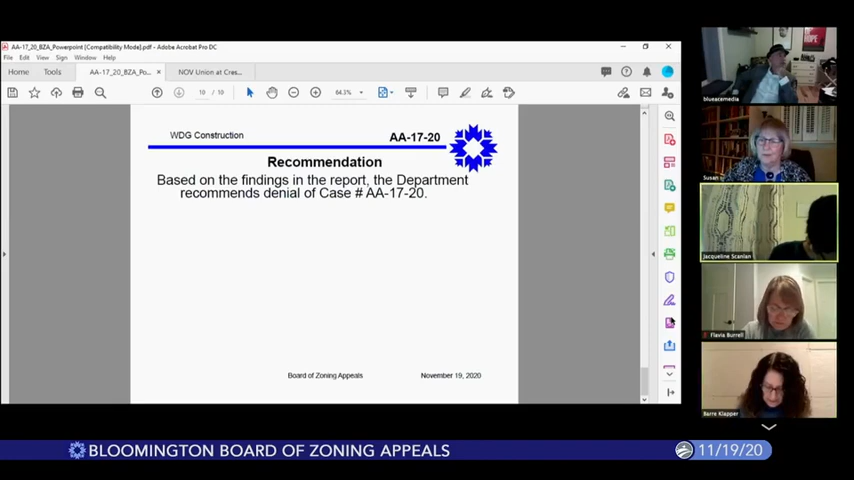 AA-17_20_BZA_Powerpoint [Compatibility Mode].pdf - Adobe Acrobat Pro DC
File Edit View Sign Window Help
Home Tools AA-17_20_BZA_Po... × NOV Union at Cres...
10 / 10 64.3%
WDG Construction AA-17-20
Recommendation
Based on the findings in the report, the Department
recommends denial of Case # AA-17-20.
Board of Zoning Appeals November 19, 2020
blueacemedia
Susan
Jacqueline Scanlan
Flavia Burrell
Barre Klapper
BLOOMINGTON BOARD OF ZONING APPEALS 11/19/20